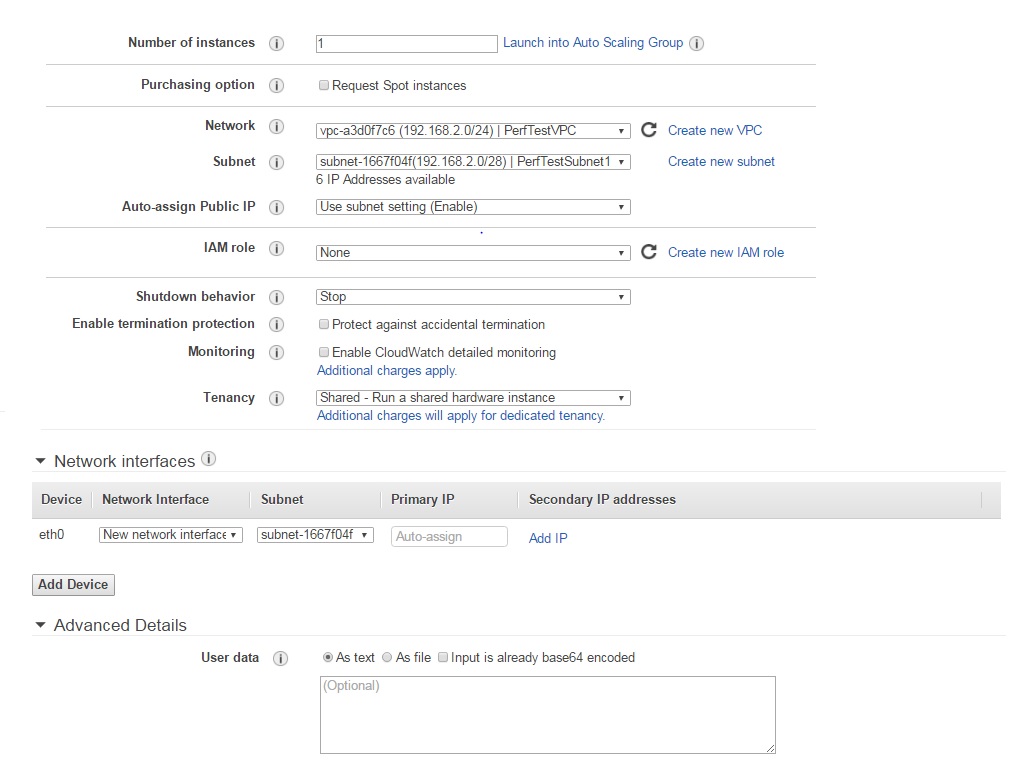 Number of instances 1 Launch into Auto Scaling Group
Purchasing option Request Spot instances
Network vpc-a3d0f7c6 (192.168.2.0/24) | PerfTestVPC Create new VPC
Subnet subnet-1667f04f(192.168.2.0/28) | PerfTestSubnet1 Create new subnet
6 IP Addresses available
Auto-assign Public IP Use subnet setting (Enable)
IAM role None Create new IAM role
Shutdown behavior Stop
Enable termination protection Protect against accidental termination
Monitoring Enable CloudWatch detailed monitoring
Additional charges apply.
Tenancy Shared - Run a shared hardware instance
Additional charges will apply for dedicated tenancy.
Network interfaces
Device Network Interface Subnet Primary IP Secondary IP addresses
eth0 New network interface subnet-1667f04f Auto-assign Add IP
Add Device
Advanced Details
User data As text As file Input is already base64 encoded
(Optional)